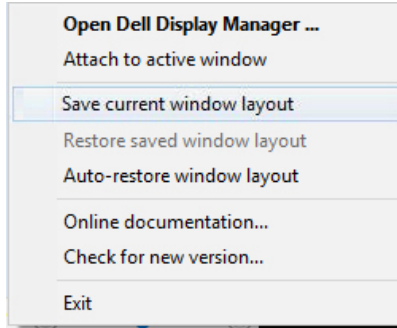 Open Dell Display Manager ...
Attach to active window
Save current window layout
Restore saved window layout
Auto-restore window layout
Online documentation...
Check for new version...
Exit